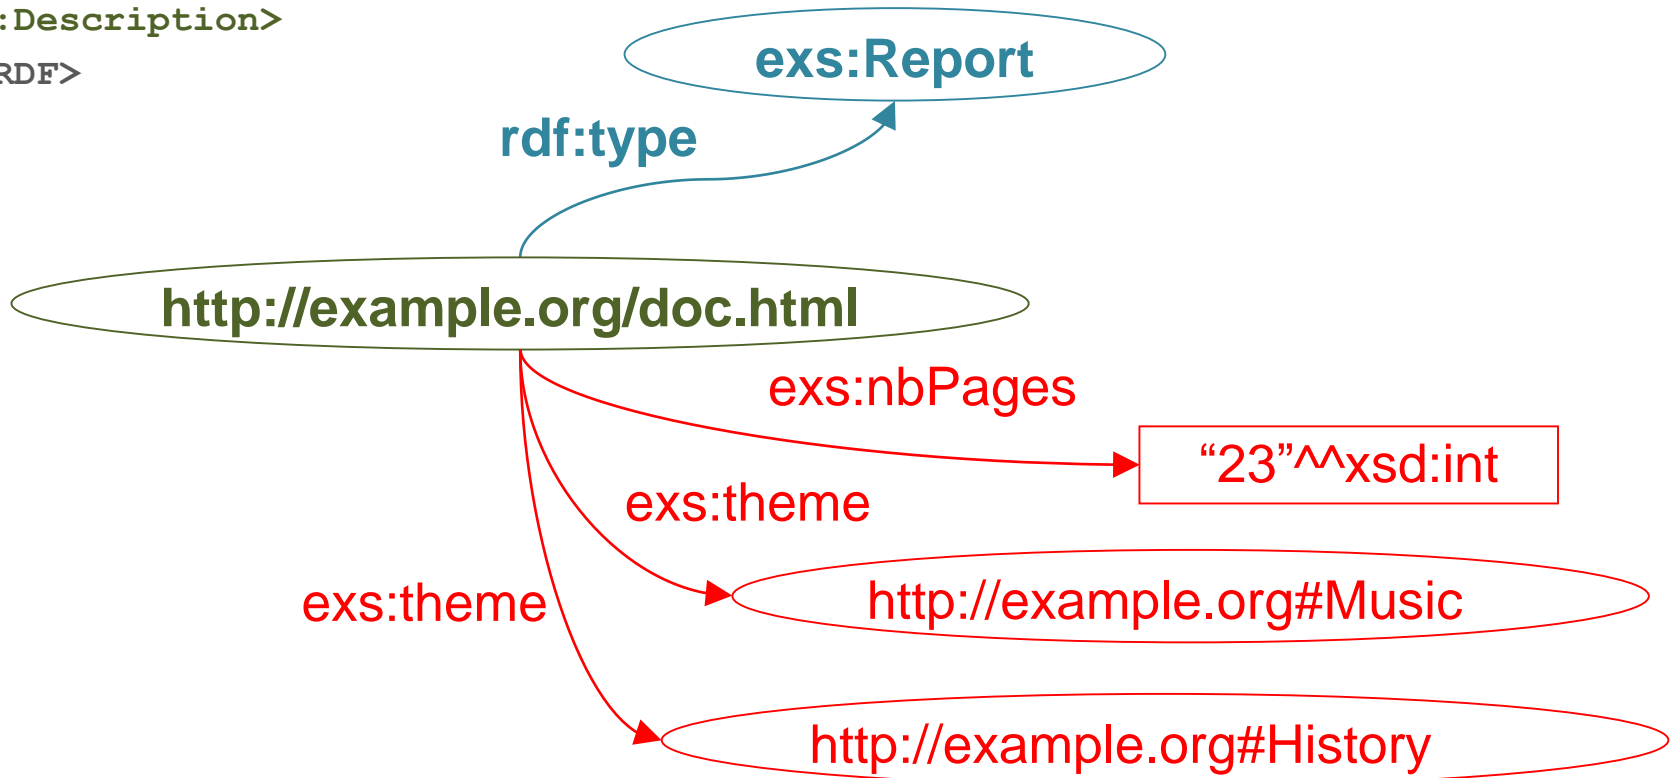 :Description>
exs:Report
RDF>
rdf:type
http://example.org/doc.html
exs:nbPages
“23”^^xsd:int
exs:theme
http://example.org#Music
exs:theme
http://example.org#History